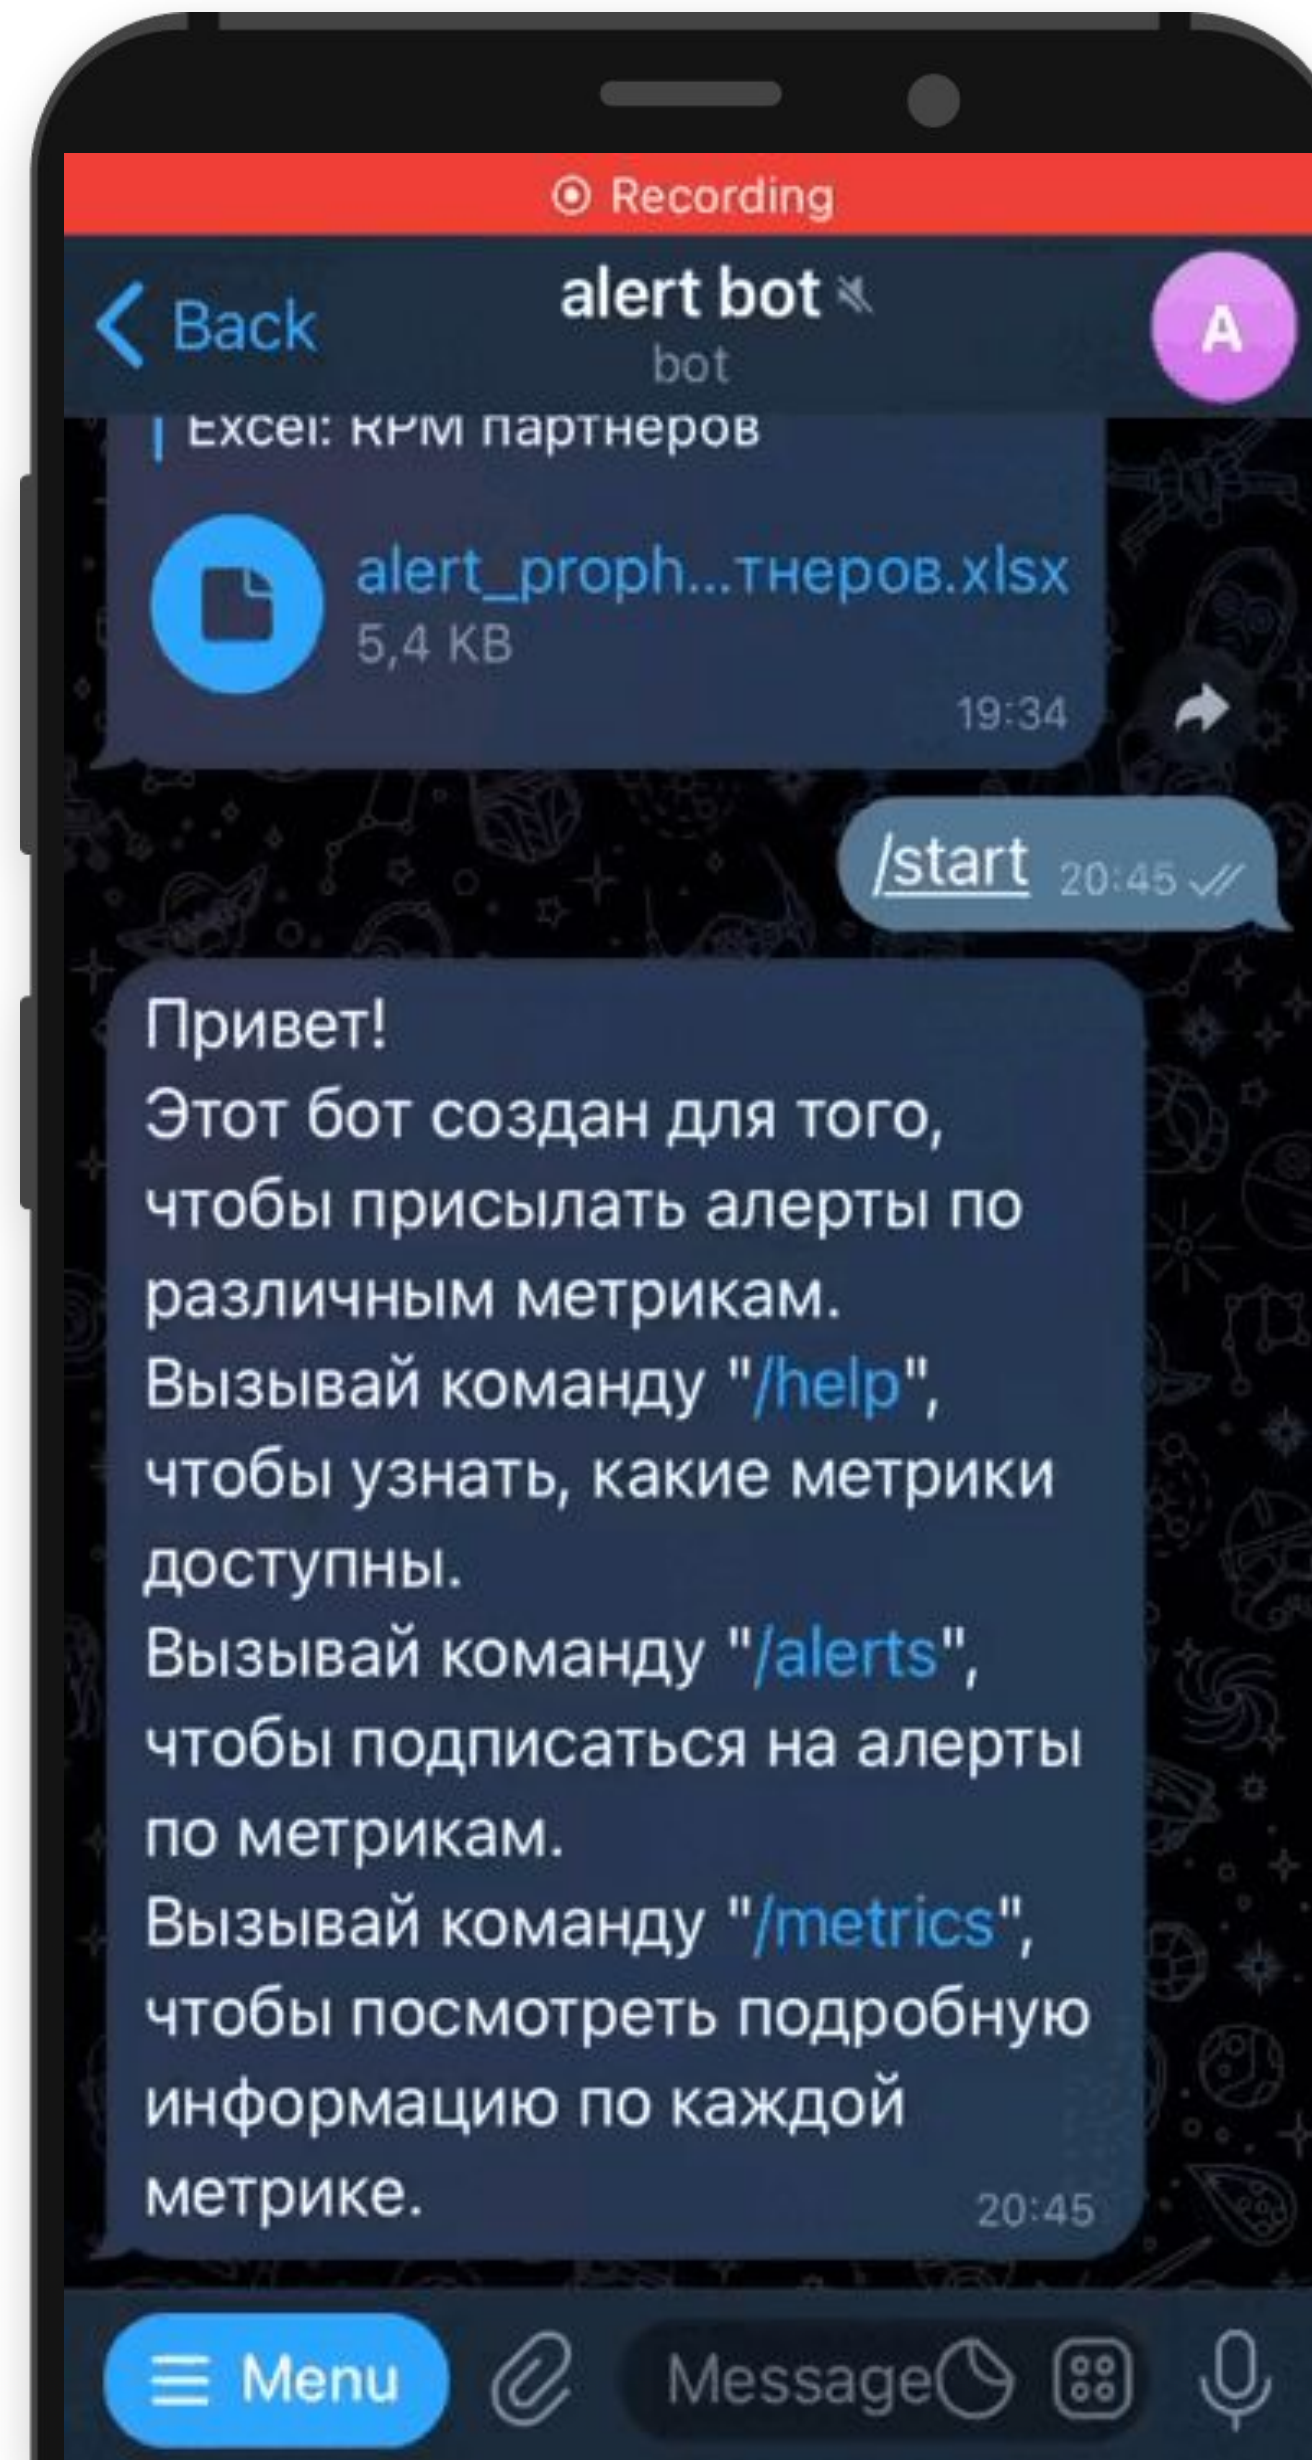 Recording
Back
alert bot
bot
A
Excel: RPM партнеров
alert_proph...тнеров.xlsx
5,4 KB
19:34
/start 20:45
Привет!
Этот бот создан для того,
чтобы присылать алерты по
различным метрикам.
Вызывай команду "/help",
чтобы узнать, какие метрики
доступны.
Вызывай команду "/alerts",
чтобы подписаться на алерты
по метрикам.
Вызывай команду "/metrics",
чтобы посмотреть подробную
информацию по каждой
метрике.
20:45
Menu
Message